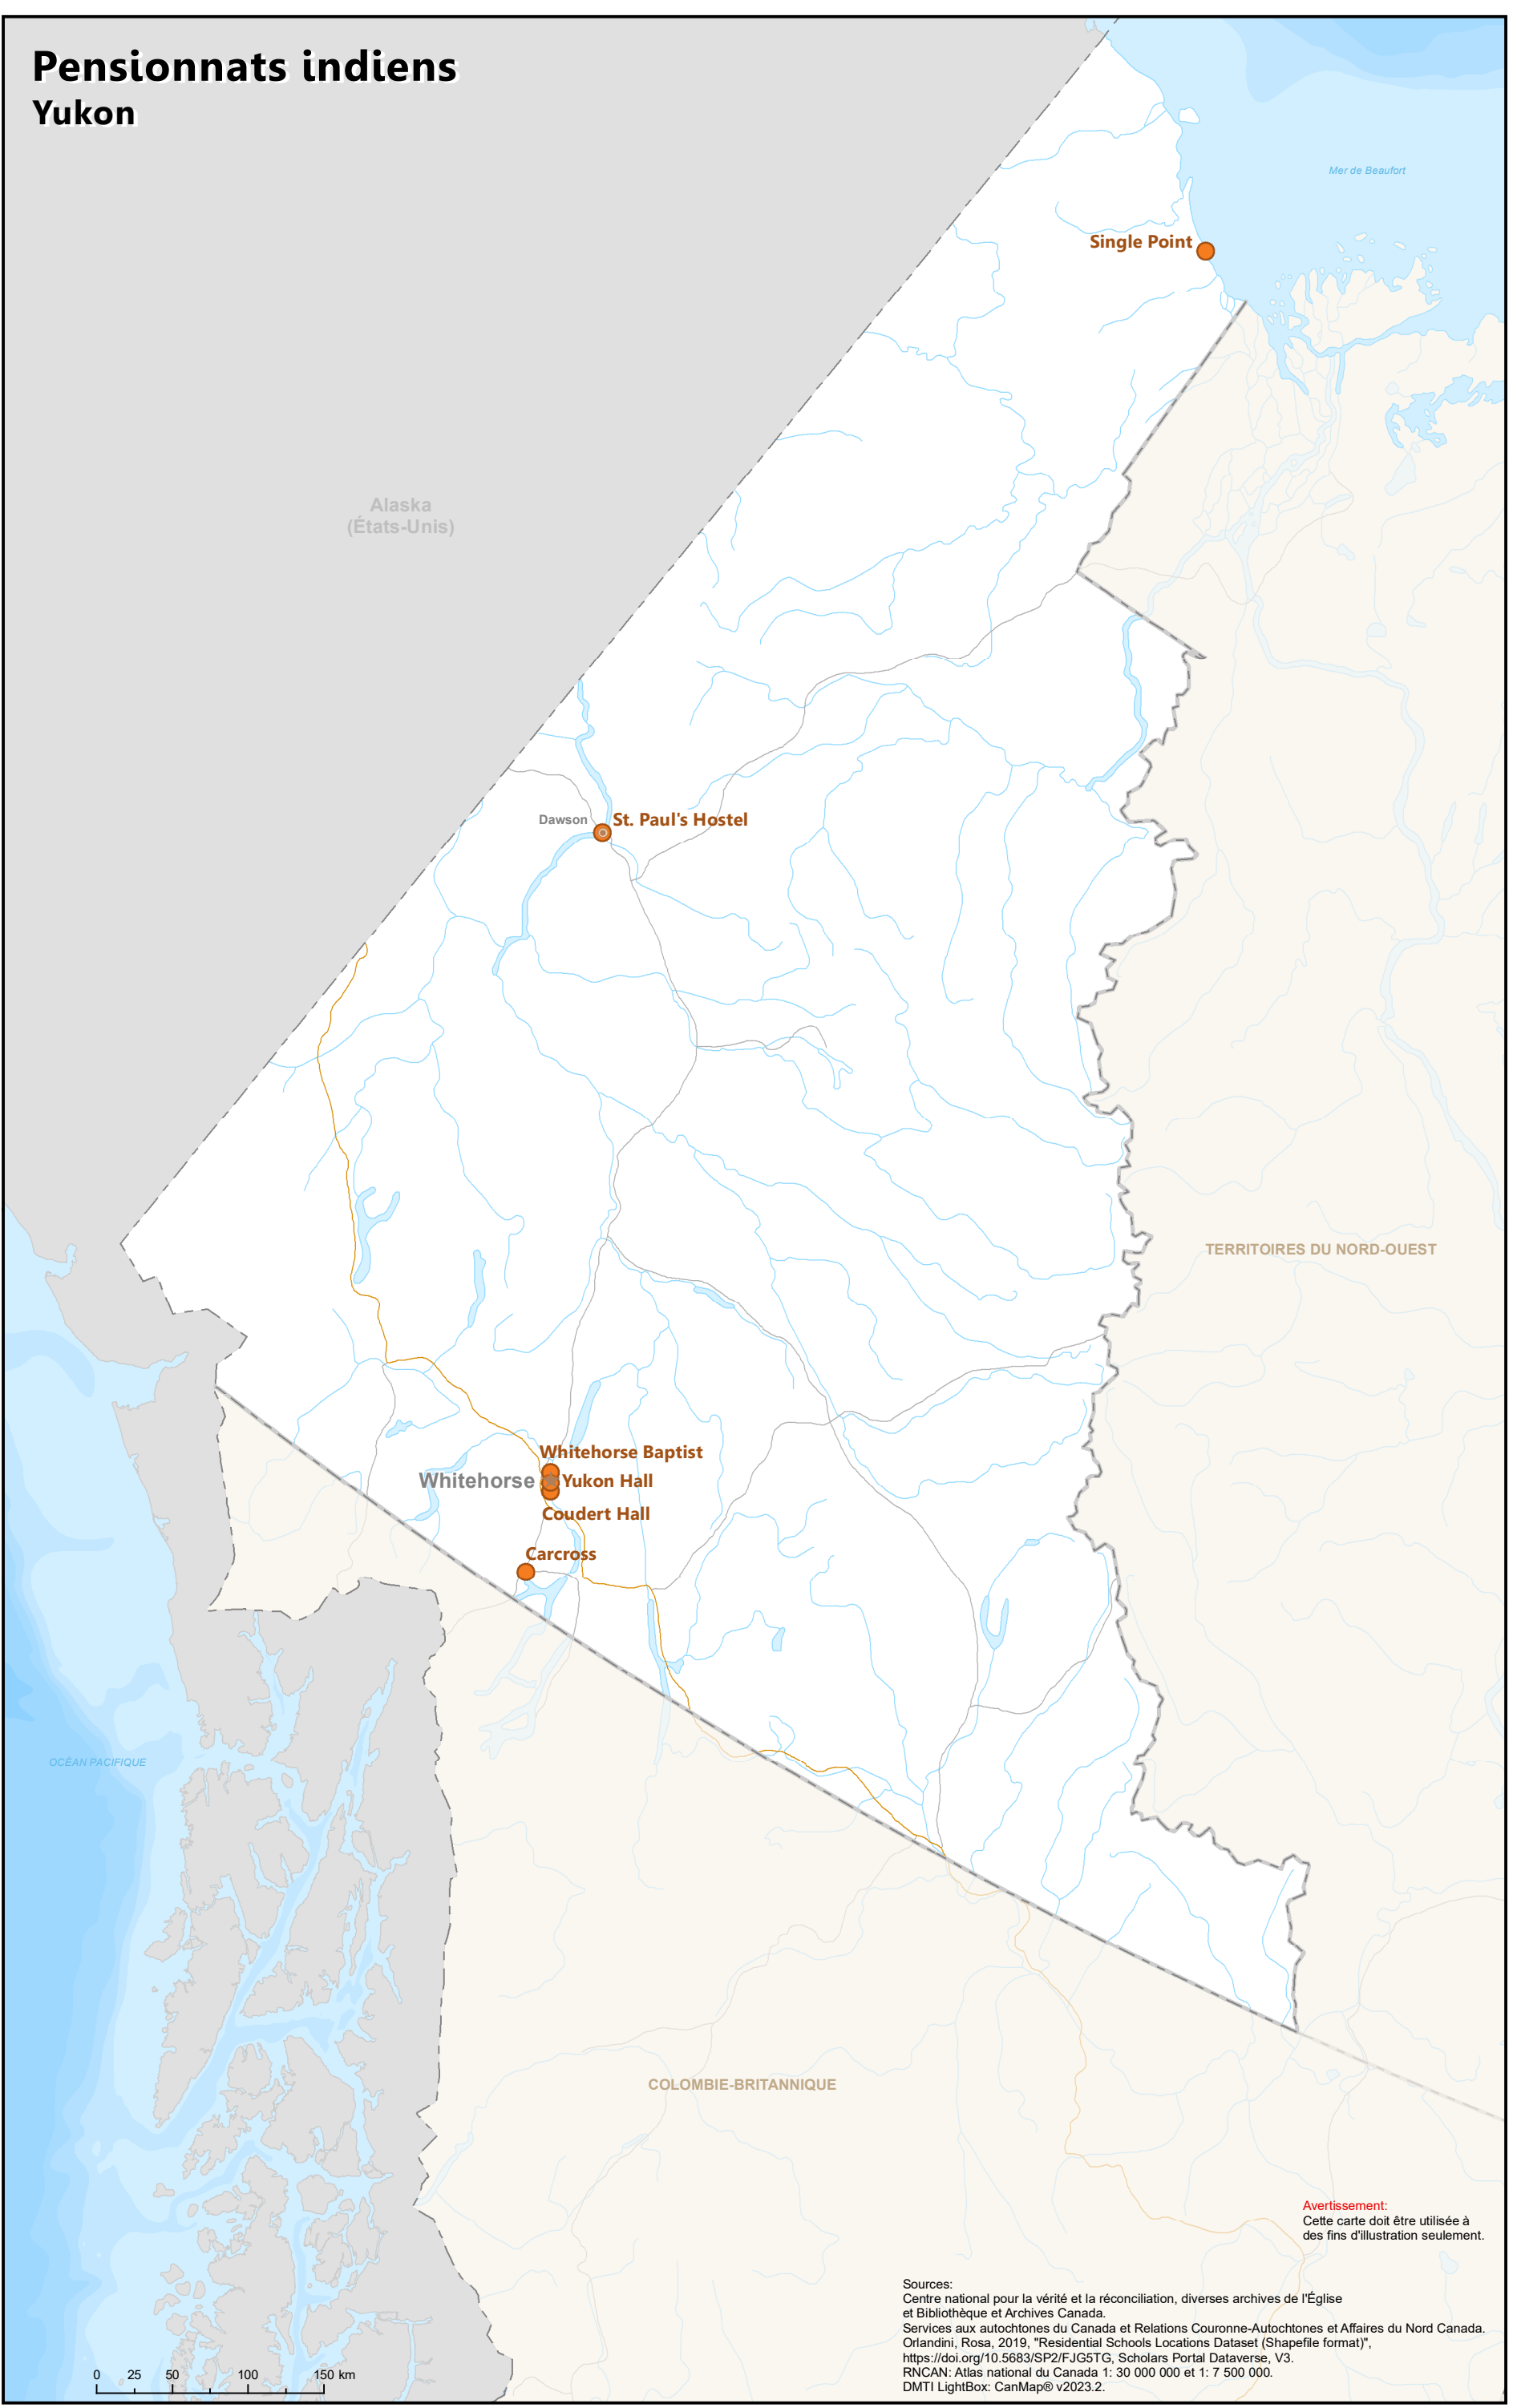 Pensionnats indiens
Yukon
Mer de Beaufort
Single Point
Alaska
(États-Unis)
Dawson
St. Paul's Hostel
TERRITOIRES DU NORD-OUEST
Whitehorse Baptist
Whitehorse
Yukon Hall
Coudert Hall
Carcross
OCÉAN PACIFIQUE
COLOMBIE-BRITANNIQUE
Avertissement:
Cette carte doit être utilisée à
des fins d'illustration seulement.
Sources:
Centre national pour la vérité et la réconciliation, diverses archives de l'Église
et Bibliothèque et Archives Canada.
Services aux autochtones du Canada et Relations Couronne-Autochtones et Affaires du Nord Canada.
Orlandini, Rosa, 2019, "Residential Schools Locations Dataset (Shapefile format)",
https://doi.org/10.5683/SP2/FJG5TG, Scholars Portal Dataverse, V3.
RNCAN: Atlas national du Canada 1: 30 000 000 et 1: 7 500 000.
DMTI LightBox: CanMap® v2023.2.
0 25 50 100 150 km